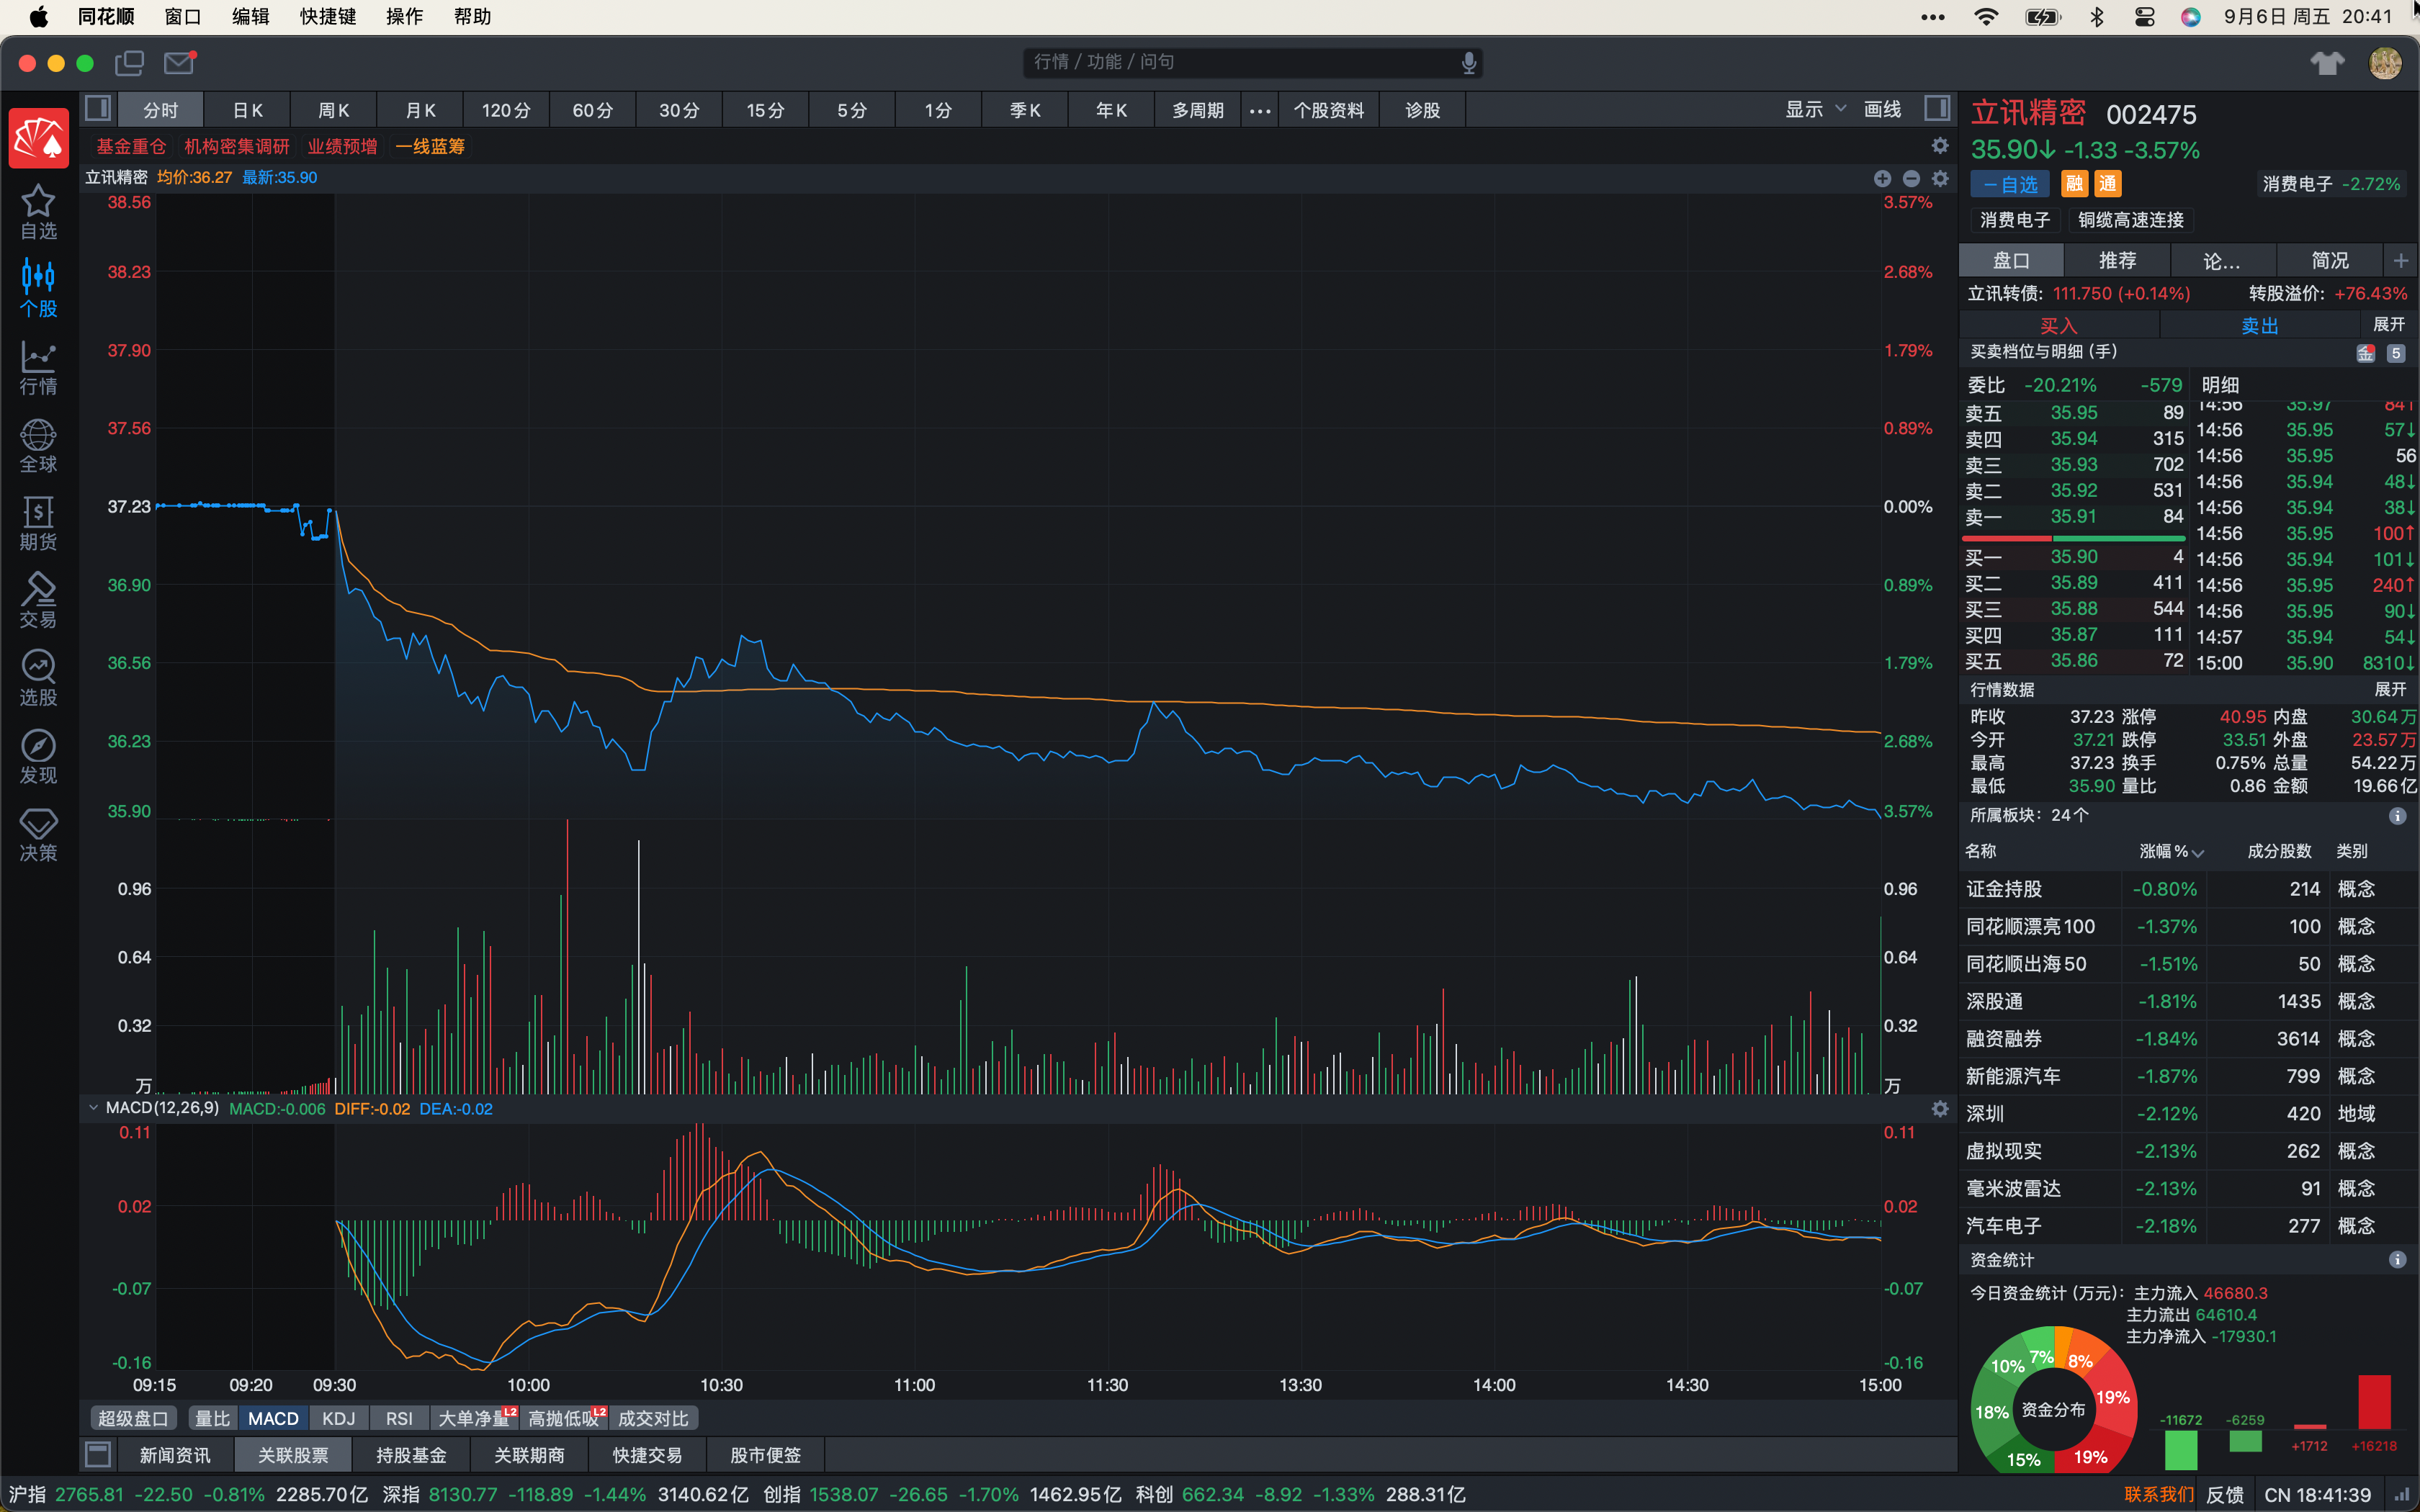 同花顺 窗口 编辑 快捷键 操作 帮助 9月6日 周五 20:41
行情 / 功能 / 问句
分时 日K 周K 月K 120分 60分 30分 15分 5分 1分 季K 年K 多周期 ... 个股资料 诊股 显示 画线
基金重仓 机构密集调研 业绩预增 一线蓝筹
立讯精密 均价:36.27 最新:35.90
自选
个股
行情
全球
期货
交易
选股
发现
决策
38.56 3.57%
38.23 2.68%
37.90 1.79%
37.56 0.89%
37.23 0.00%
36.90 0.89%
36.56 1.79%
36.23 2.68%
35.90 3.57%
0.96 0.96
0.64 0.64
0.32 0.32
万 万
MACD(12,26,9) MACD:-0.006 DIFF:-0.02 DEA:-0.02
0.11 0.11
0.02 0.02
-0.07 -0.07
-0.16 -0.16
09:15 09:20 09:30 10:00 10:30 11:00 11:30 13:30 14:00 14:30 15:00
超级盘口 量比 MACD KDJ RSI 大单净量 L2 高抛低吸 L2 成交对比
新闻资讯 关联股票 持股基金 关联期商 快捷交易 股市便签
立讯精密 002475
35.90↓ -1.33 -3.57%
一自选 融 通 消费电子 -2.72%
消费电子 铜缆高速连接
盘口 推荐 论... 简况 +
立讯转债: 111.750 (+0.14%) 转股溢价: +76.43%
买入 卖出 展开
买卖档位与明细 (手) 金 5
委比 -20.21% -579 明细
卖五 35.95 89
卖四 35.94 315
卖三 35.93 702
卖二 35.92 531
卖一 35.91 84
买一 35.90 4
买二 35.89 411
买三 35.88 544
买四 35.87 111
买五 35.86 72
14:56 35.97 84↑
14:56 35.95 57↓
14:56 35.95 56
14:56 35.94 48↓
14:56 35.94 38↓
14:56 35.95 100↑
14:56 35.94 101↓
14:56 35.95 240↑
14:56 35.95 90↓
14:57 35.94 54↓
15:00 35.90 8310↓
行情数据 展开
昨收 37.23 涨停 40.95 内盘 30.64万
今开 37.21 跌停 33.51 外盘 23.57万
最高 37.23 换手 0.75% 总量 54.22万
最低 35.90 量比 0.86 金额 19.66亿
所属板块: 24个
名称 涨幅% 成分股数 类别
证金持股 -0.80% 214 概念
同花顺漂亮100 -1.37% 100 概念
同花顺出海50 -1.51% 50 概念
深股通 -1.81% 1435 概念
融资融券 -1.84% 3614 概念
新能源汽车 -1.87% 799 概念
深圳 -2.12% 420 地域
虚拟现实 -2.13% 262 概念
毫米波雷达 -2.13% 91 概念
汽车电子 -2.18% 277 概念
资金统计
今日资金统计 (万元): 主力流入 46680.3
主力流出 64610.4
主力净流入 -17930.1
7% 8%
10%
19%
18% 资金分布
15% 19%
-11672 -6259 +1712 +16218
沪指 2765.81 -22.50 -0.81% 2285.70亿 深指 8130.77 -118.89 -1.44% 3140.62亿 创指 1538.07 -26.65 -1.70% 1462.95亿 科创 662.34 -8.92 -1.33% 288.31亿 联系我们 反馈 CN 18:41:39